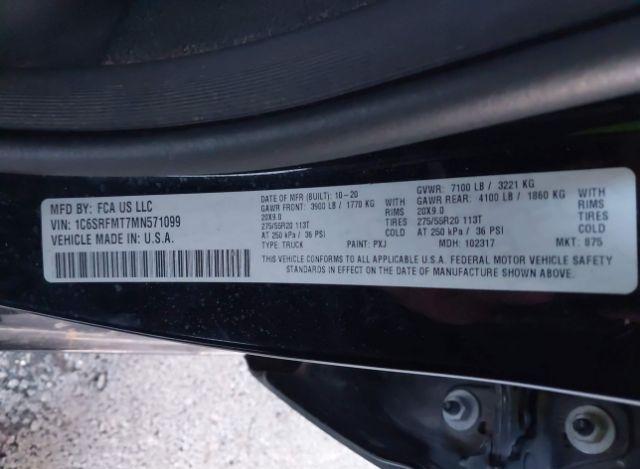 MFD BY: FCA US LLC
VIN: 1C6SRFMT7MN571099
VEHICLE MADE IN: U.S.A.
DATE OF MFR (BUILT): 10-20
GAWR FRONT: 3900 LB / 1770 KG
20X9.0 RIMS
275/55R20 113T TIRES
AT 250 kPa / 36 PSI COLD
TYPE: TRUCK PAINT: PXJ
GVWR: 7100 LB / 3221 KG
GAWR REAR: 4100 LB / 1860 KG
20X9.0 RIMS
275/55R20 113T TIRES
AT 250 kPa / 36 PSI COLD
MDH: 102317 MKT: 875
THIS VEHICLE CONFORMS TO ALL APPLICABLE U.S.A. FEDERAL MOTOR VEHICLE SAFETY
STANDARDS IN EFFECT ON THE DATE OF MANUFACTURE SHOWN ABOVE.